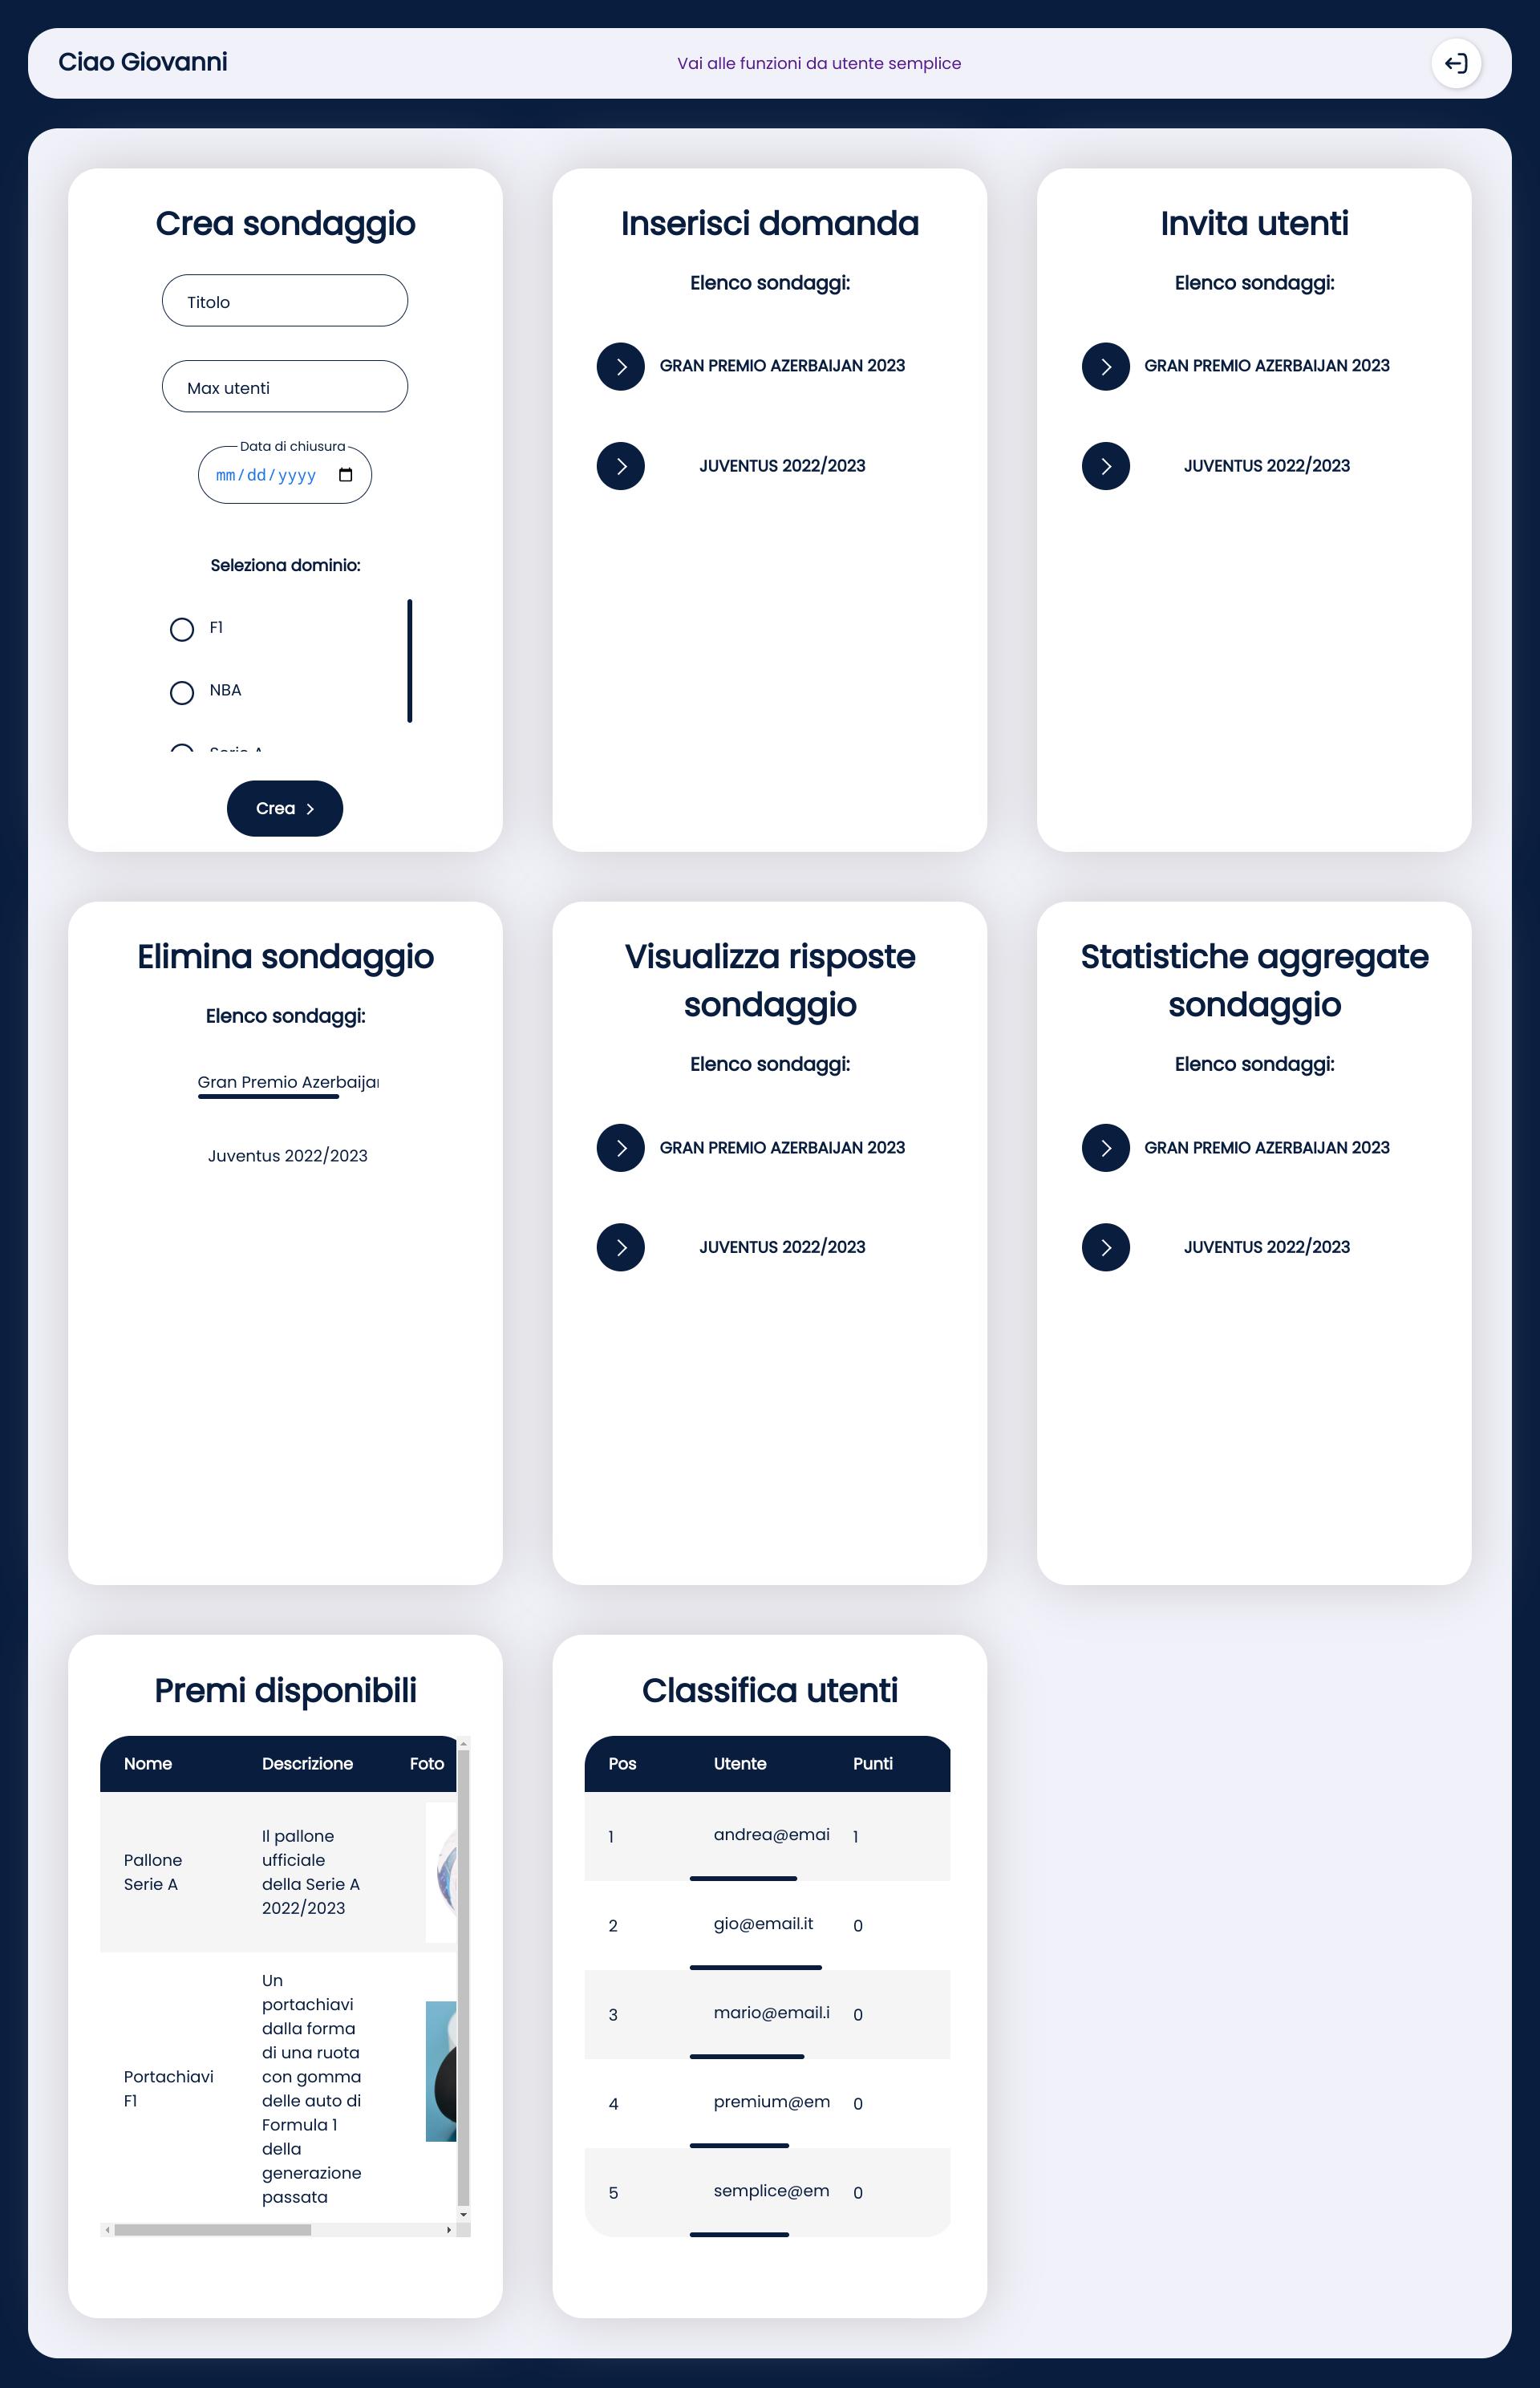 Ciao Giovanni
Vai alle funzioni da utente semplice
Crea sondaggio
Titolo
Max utenti
Data di chiusura
mm/dd/yyyy
Seleziona dominio:
F1
NBA
Serie A
Crea
Inserisci domanda
Elenco sondaggi:
GRAN PREMIO AZERBAIJAN 2023
JUVENTUS 2022/2023
Invita utenti
Elenco sondaggi:
GRAN PREMIO AZERBAIJAN 2023
JUVENTUS 2022/2023
Elimina sondaggio
Elenco sondaggi:
Gran Premio Azerbaijan
Juventus 2022/2023
Visualizza risposte
sondaggio
Elenco sondaggi:
GRAN PREMIO AZERBAIJAN 2023
JUVENTUS 2022/2023
Statistiche aggregate
sondaggio
Elenco sondaggi:
GRAN PREMIO AZERBAIJAN 2023
JUVENTUS 2022/2023
Premi disponibili
Nome Descrizione Foto
Pallone
Serie A
Il pallone
ufficiale
della Serie A
2022/2023
Portachiavi
F1
Un
portachiavi
dalla forma
di una ruota
con gomma
delle auto di
Formula 1
della
generazione
passata
Classifica utenti
Pos Utente Punti
1 andrea@emai 1
2 gio@email.it 0
3 mario@email.i 0
4 premium@em 0
5 semplice@em 0